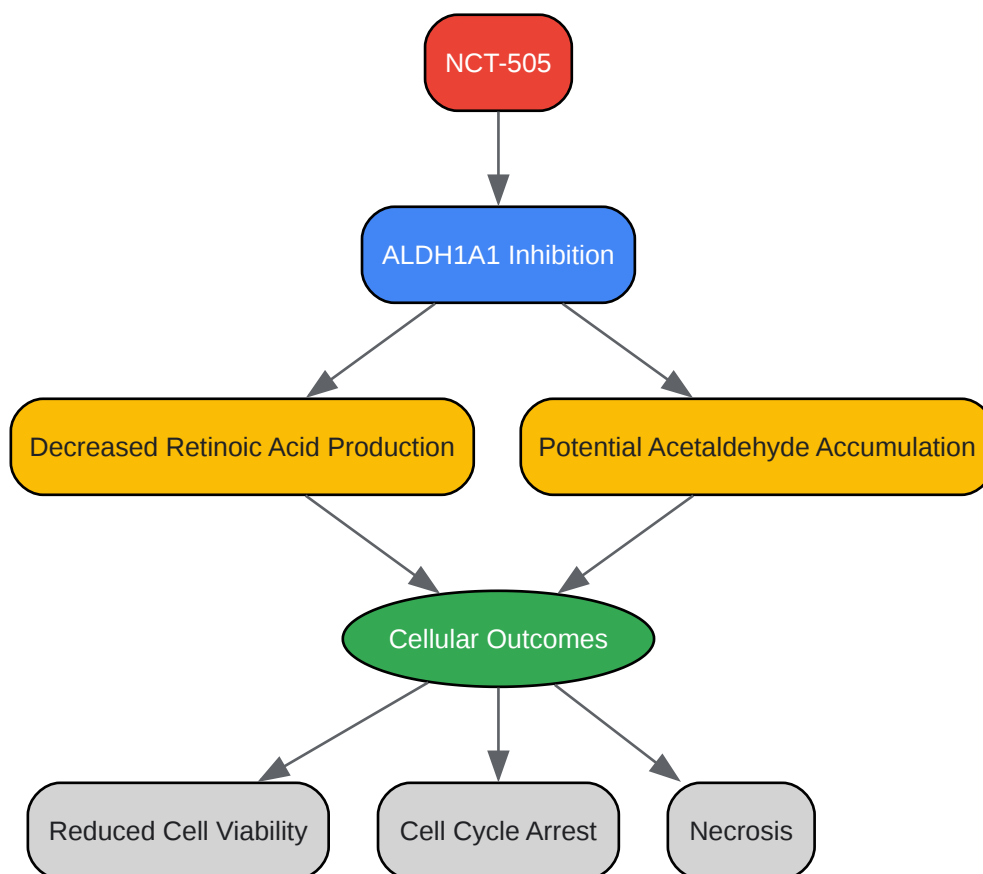 NCT-505
ALDH1A1 Inhibition
Decreased Retinoic Acid Production
Potential Acetaldehyde Accumulation
Cellular Outcomes
Reduced Cell Viability
Cell Cycle Arrest
Necrosis